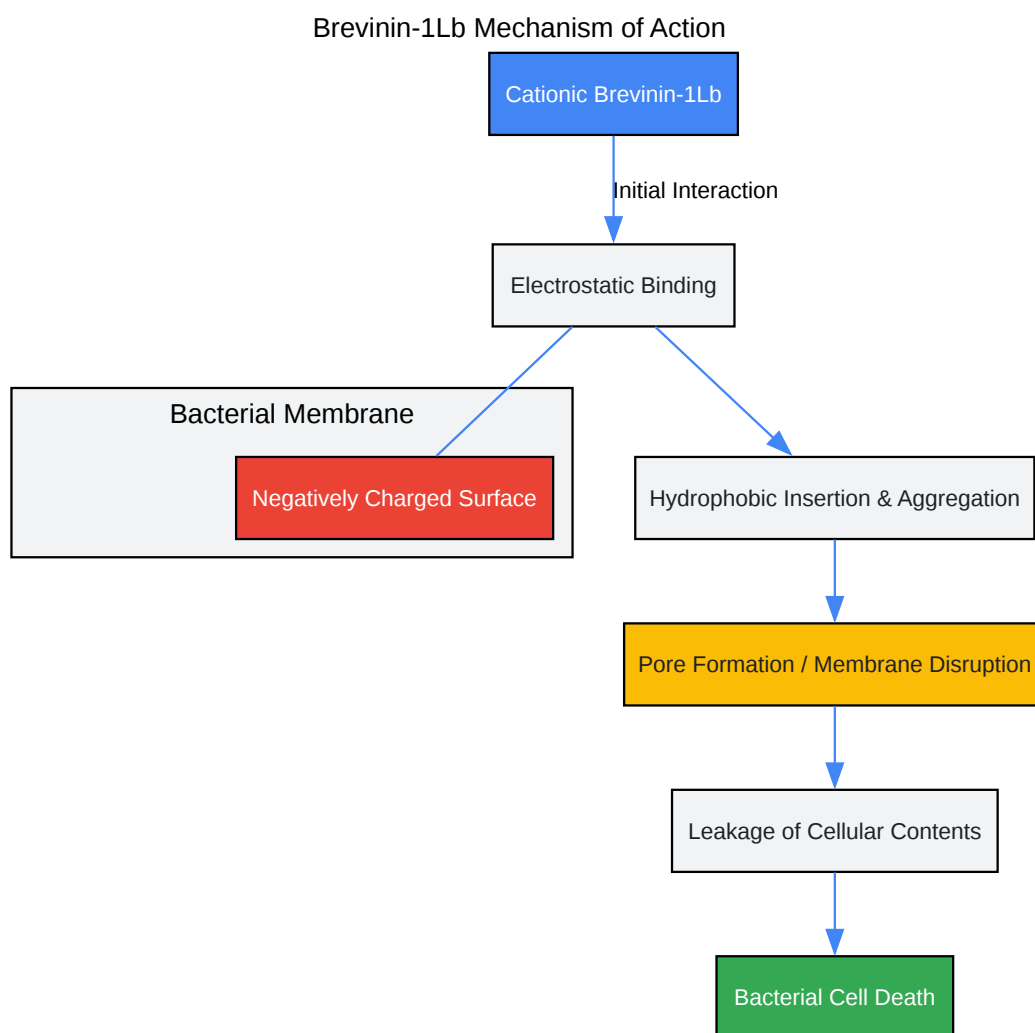 Brevinin-1Lb Mechanism of Action
Cationic Brevinin-1Lb
Initial Interaction
Electrostatic Binding
Bacterial Membrane
Negatively Charged Surface
Hydrophobic Insertion & Aggregation
Pore Formation / Membrane Disruption
Leakage of Cellular Contents
Bacterial Cell Death